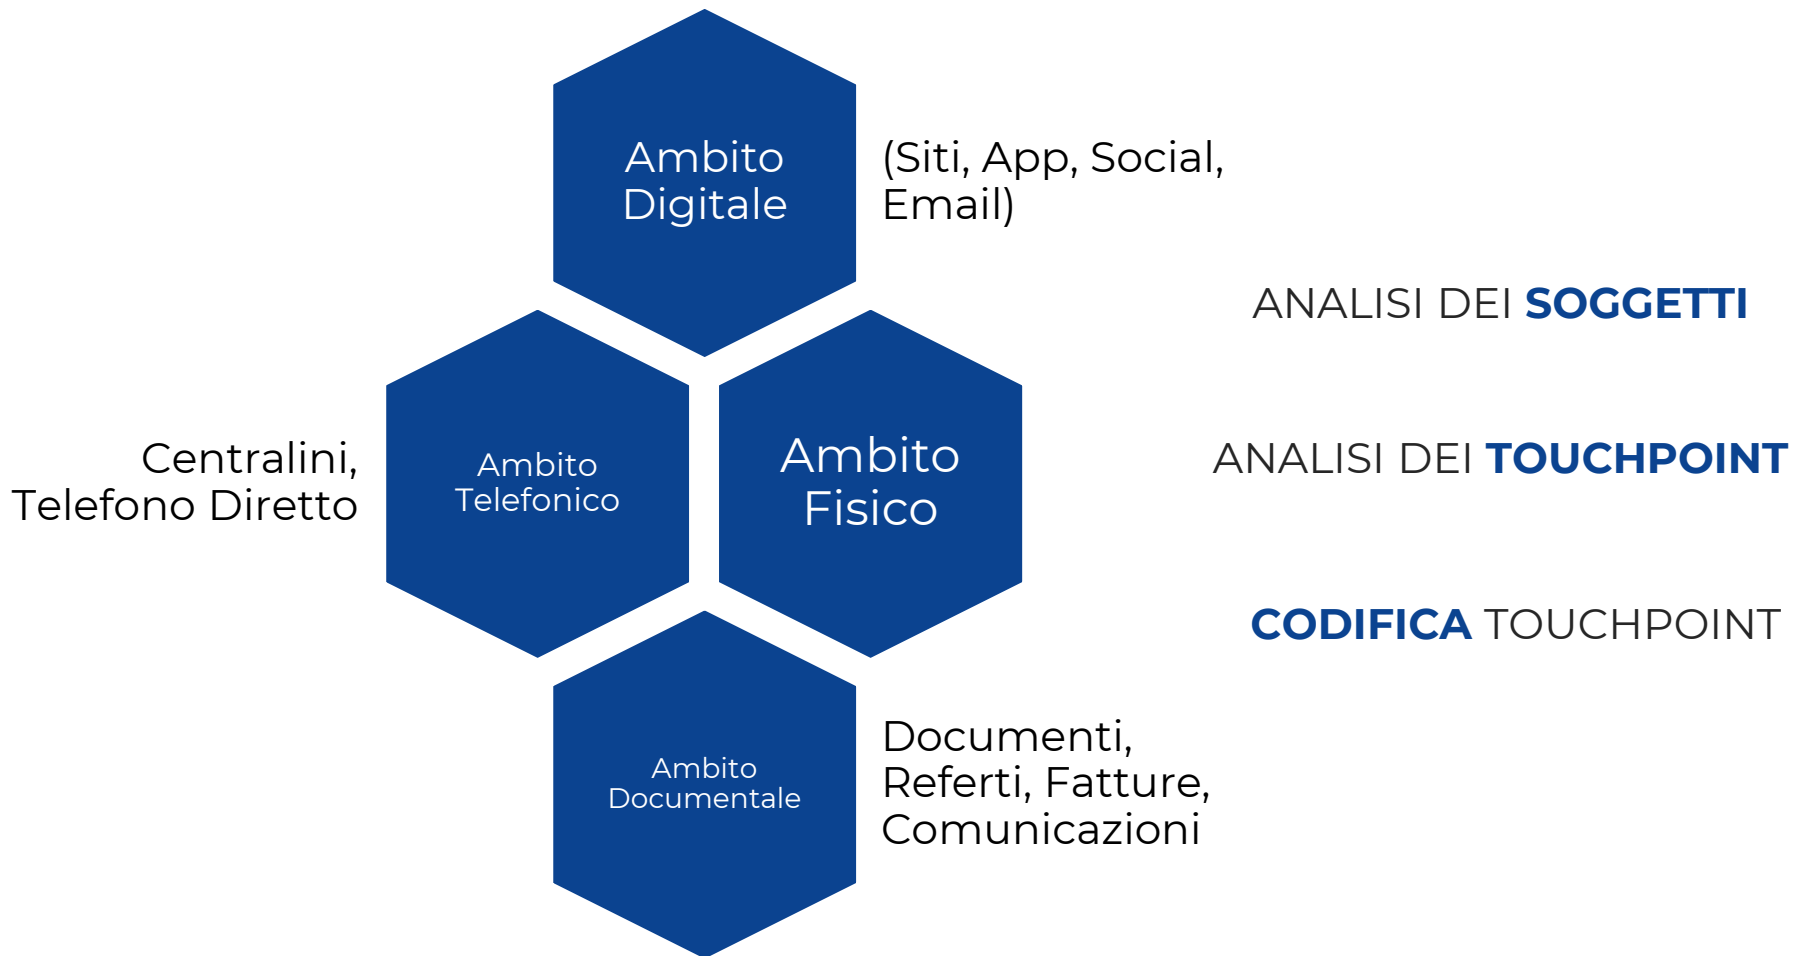 Ambito
Digitale
(Siti, App, Social,
Email)
Centralini,
Telefono Diretto
Ambito
Telefonico
Ambito
Fisico
Ambito
Documentale
Documenti,
Referti, Fatture,
Comunicazioni
ANALISI DEI SOGGETTI
ANALISI DEI TOUCHPOINT
CODIFICA TOUCHPOINT